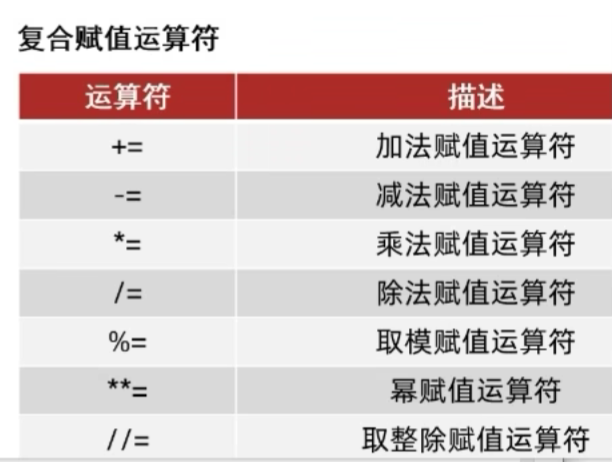 复合赋值运算符
运算符 描述
+= 加法赋值运算符
-= 减法赋值运算符
*= 乘法赋值运算符
/= 除法赋值运算符
%= 取模赋值运算符
**= 幂赋值运算符
//= 取整除赋值运算符